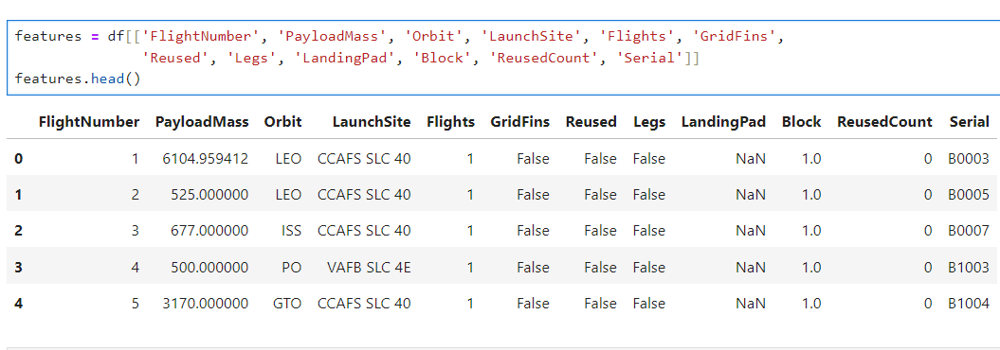 features = df[['FlightNumber', 'PayloadMass', 'Orbit', 'LaunchSite', 'Flights', 'GridFins',
'Reused', 'Legs', 'LandingPad', 'Block', 'ReusedCount', 'Serial']]
features.head()
FlightNumber PayloadMass Orbit LaunchSite Flights GridFins Reused Legs LandingPad Block ReusedCount Serial
0 1 6104.959412 LEO CCAFS SLC 40 1 False False False NaN 1.0 0 B0003
1 2 525.000000 LEO CCAFS SLC 40 1 False False False NaN 1.0 0 B0005
2 3 677.000000 ISS CCAFS SLC 40 1 False False False NaN 1.0 0 B0007
3 4 500.000000 PO VAFB SLC 4E 1 False False False NaN 1.0 0 B1003
4 5 3170.000000 GTO CCAFS SLC 40 1 False False False NaN 1.0 0 B1004